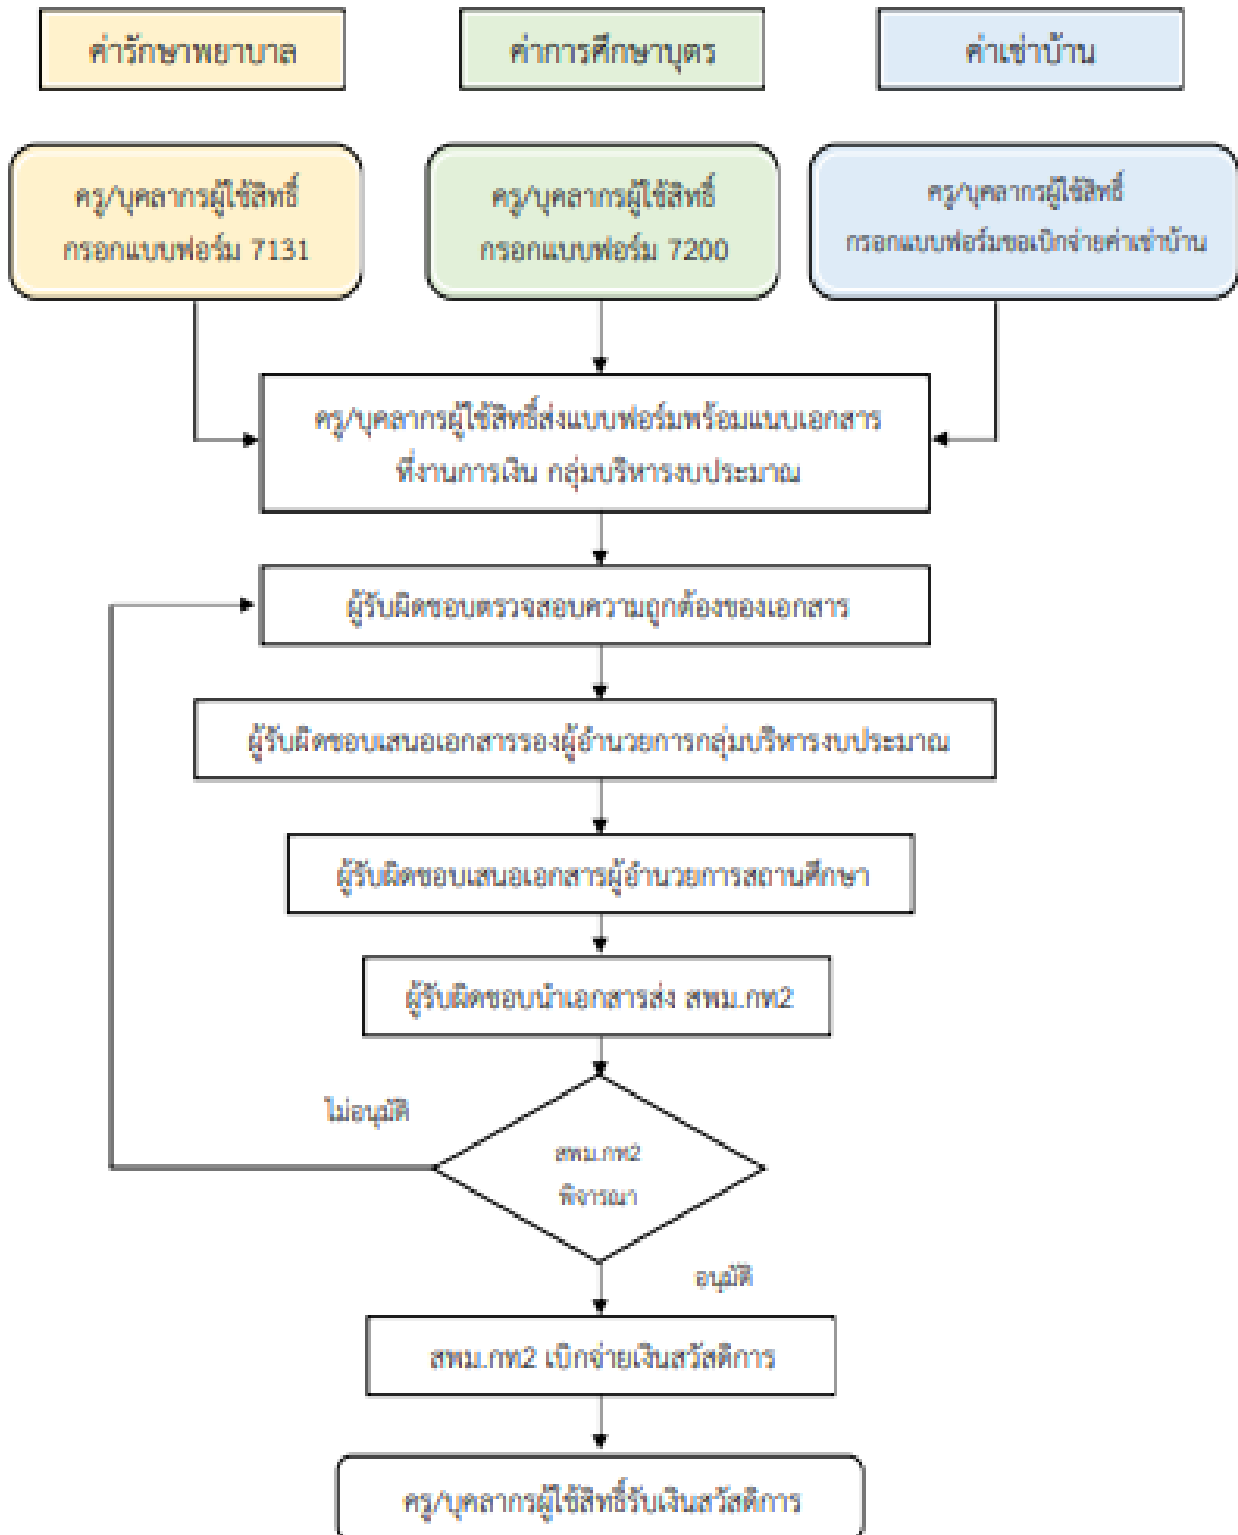 ค่ารักษาพยาบาล
ค่าการศึกษาบุตร
ค่าเช่าบ้าน
ครู/บุคลากรผู้ใช้สิทธิ์
กรอกแบบฟอร์ม 7131
ครู/บุคลากรผู้ใช้สิทธิ์
กรอกแบบฟอร์ม 7200
ครู/บุคลากรผู้ใช้สิทธิ์
กรอกแบบฟอร์มขอเบิกจ่ายค่าเช่าบ้าน
ครู/บุคลากรผู้ใช้สิทธิ์ส่งแบบฟอร์มพร้อมแนบเอกสาร
ที่งานการเงิน กลุ่มบริหารงบประมาณ
ผู้รับผิดชอบตรวจสอบความถูกต้องของเอกสาร
ผู้รับผิดชอบเสนอเอกสารรองผู้อำนวยการกลุ่มบริหารงบประมาณ
ผู้รับผิดชอบเสนอเอกสารผู้อำนวยการสถานศึกษา
ผู้รับผิดชอบนำเอกสารส่ง สพม.กท2
ไม่อนุมัติ
สพม.กท2
พิจารณา
อนุมัติ
สพม.กท2 เบิกจ่ายเงินสวัสดิการ
ครู/บุคลากรผู้ใช้สิทธิ์รับเงินสวัสดิการ